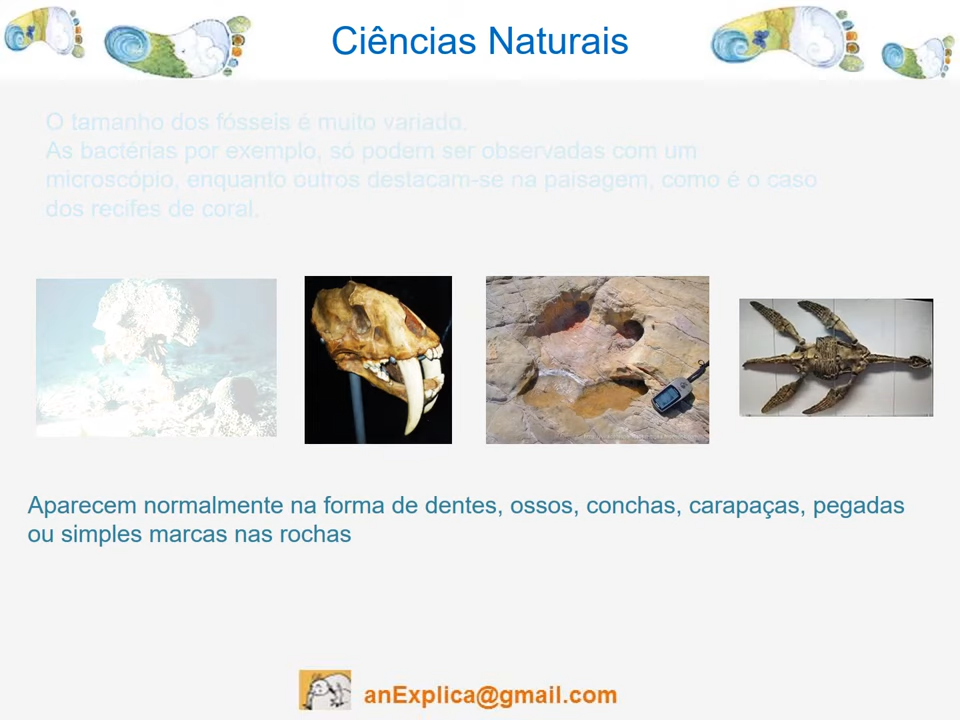 Ciências Naturais
O tamanho dos fósseis é muito variado.
As bactérias por exemplo, só podem ser observadas com um
microscópio, enquanto outros destacam-se na paisagem, como é o caso
dos recifes de coral.
Aparecem normalmente na forma de dentes, ossos, conchas, carapaças, pegadas
ou simples marcas nas rochas
anExplica@gmail.com